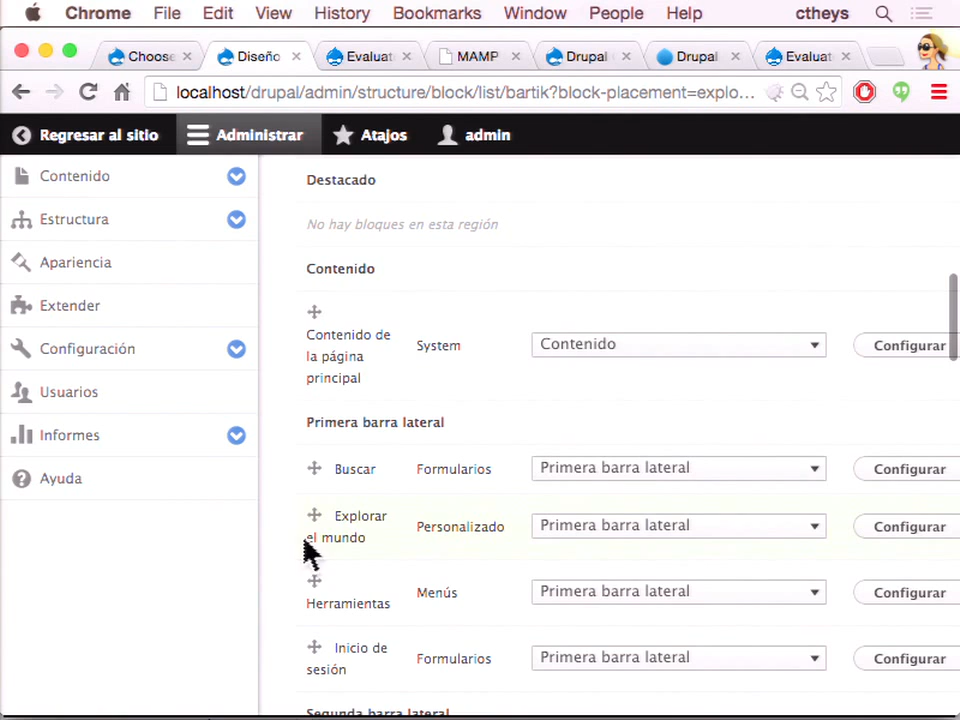 Chrome File Edit View History Bookmarks Window People Help ctheys
Choose Diseño Evaluat MAMP Drupal Drupal Evaluat
localhost/drupal/admin/structure/block/list/bartik?block-placement=explo...
Regresar al sitio Administrar Atajos admin
Contenido
Estructura
Apariencia
Extender
Configuración
Usuarios
Informes
Ayuda
Destacado
No hay bloques en esta región
Contenido
Contenido de
la página
principal
System Contenido Configurar
Primera barra lateral
Buscar Formularios Primera barra lateral Configurar
Explorar
el mundo
Personalizado Primera barra lateral Configurar
Herramientas
Menús Primera barra lateral Configurar
Inicio de
sesión
Formularios Primera barra lateral Configurar
Segunda barra lateral